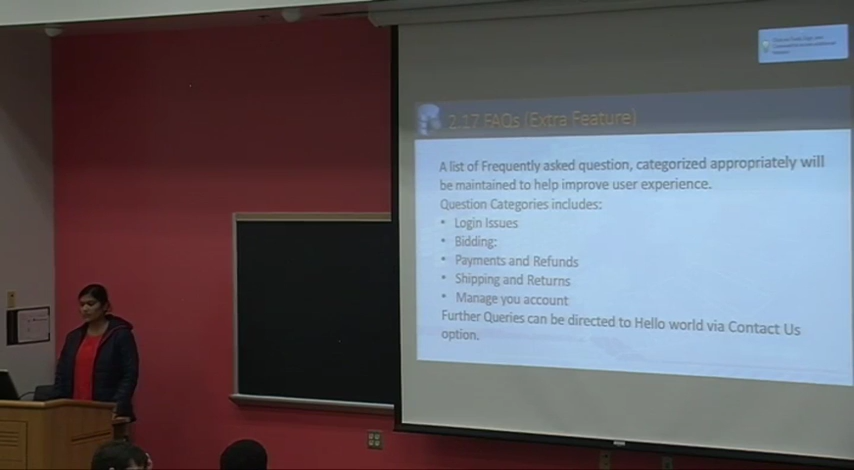 2.17 FAQs (Extra Feature)
A list of Frequently asked question, categorized appropriately will
be maintained to help improve user experience.
Question Categories includes:
• Login Issues
• Bidding:
• Payments and Refunds
• Shipping and Returns
• Manage you account
Further Queries can be directed to Hello world via Contact Us
option.